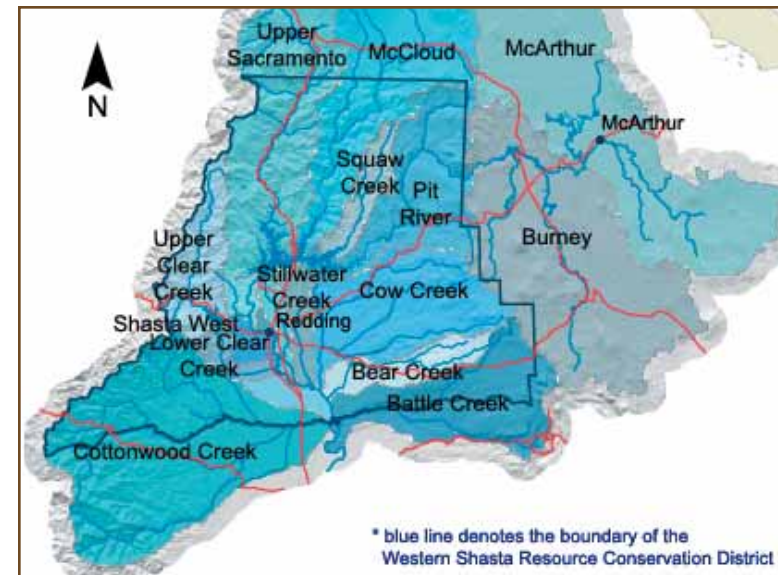 Upper
Sacramento
McCloud
McArthur
N
McArthur
Squaw
Creek
Pit
River
Upper
Clear
Creek
Burney
Stillwater
Creek
Cow Creek
Shasta West
Redding
Lower Clear
Creek
Bear Creek
Battle Creek
Cottonwood Creek
* blue line denotes the boundary of the
Western Shasta Resource Conservation District